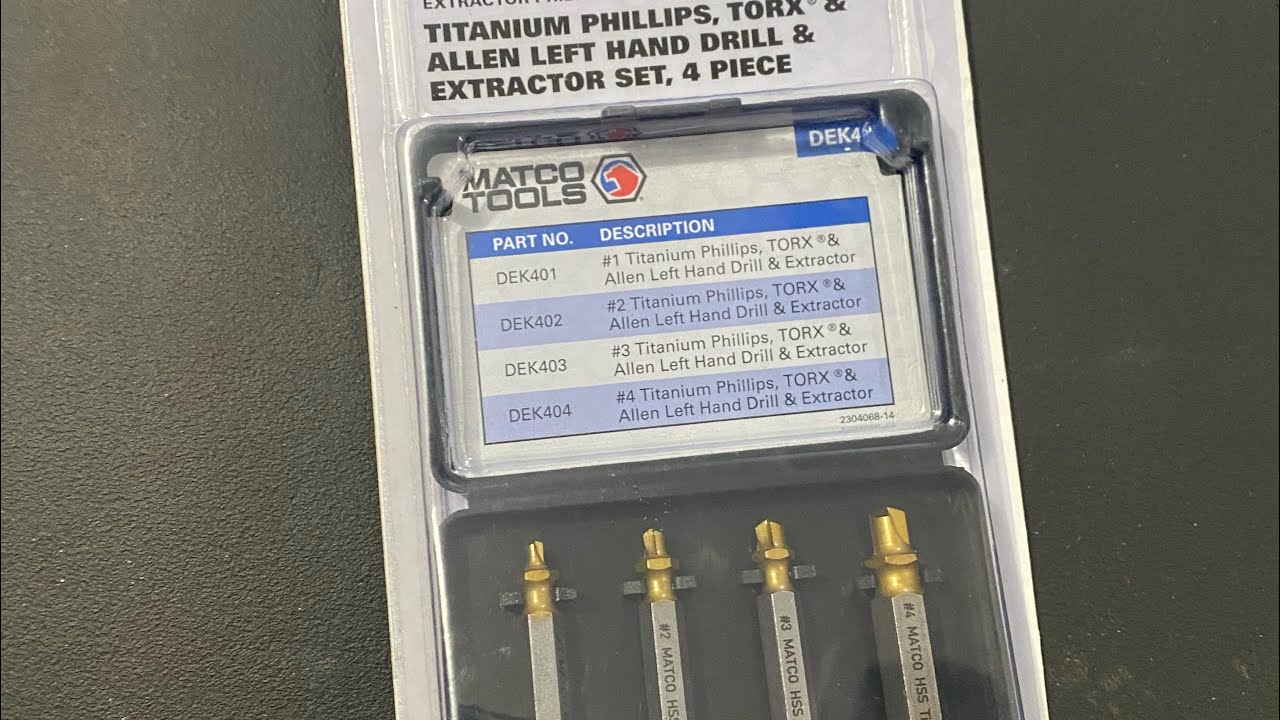 TITANIUM PHILLIPS, TORX® &
ALLEN LEFT HAND DRILL &
EXTRACTOR SET, 4 PIECE
DEK4
MATCO
TOOLS
PART NO. DESCRIPTION
DEK401 #1 Titanium Phillips, TORX ®&
Allen Left Hand Drill & Extractor
DEK402 #2 Titanium Phillips, TORX ®&
Allen Left Hand Drill & Extractor
DEK403 #3 Titanium Phillips, TORX ®&
Allen Left Hand Drill & Extractor
DEK404 #4 Titanium Phillips, TORX ®&
Allen Left Hand Drill & Extractor
2304068-14
#2 MATCO HSS
#3 MATCO HSS
#4 MATCO HSS